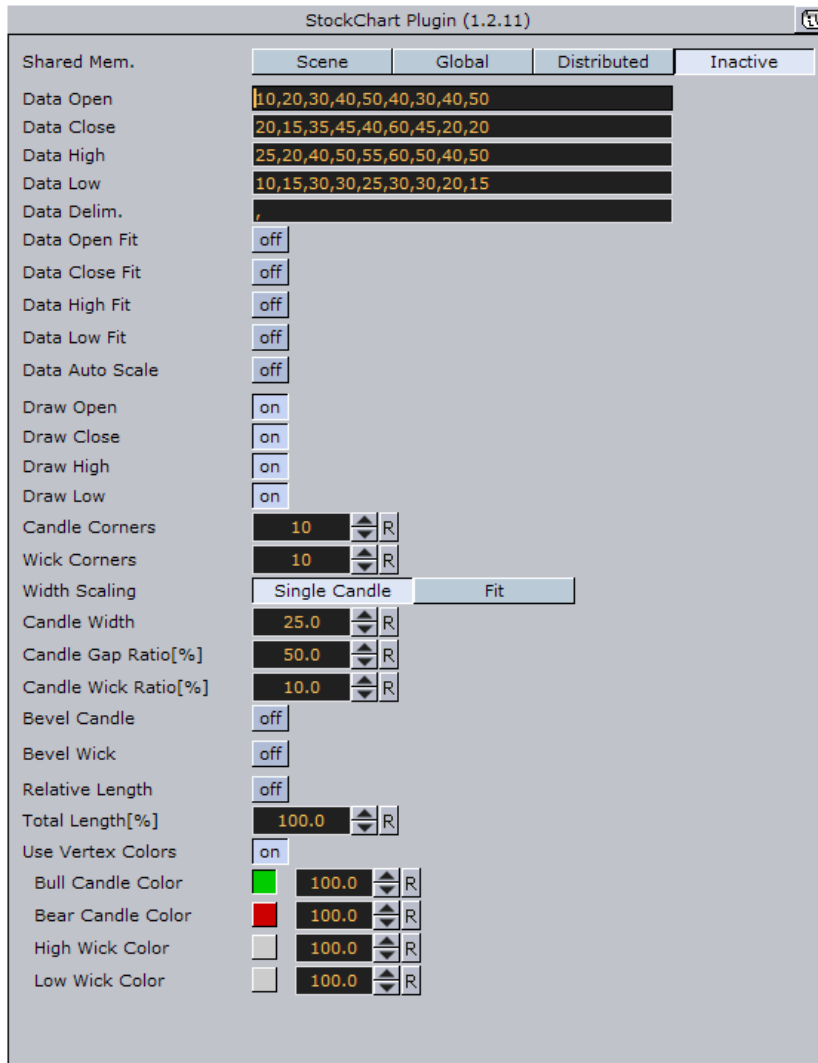 StockChart Plugin (1.2.11)
Shared Mem. Scene Global Distributed Inactive
Data Open 10,20,30,40,50,40,30,40,50
Data Close 20,15,35,45,40,60,45,20,20
Data High 25,20,40,50,55,60,50,40,50
Data Low 10,15,30,30,25,30,30,20,15
Data Delim. ,
Data Open Fit off
Data Close Fit off
Data High Fit off
Data Low Fit off
Data Auto Scale off
Draw Open on
Draw Close on
Draw High on
Draw Low on
Candle Corners 10 R
Wick Corners 10 R
Width Scaling Single Candle Fit
Candle Width 25.0 R
Candle Gap Ratio[%] 50.0 R
Candle Wick Ratio[%] 10.0 R
Bevel Candle off
Bevel Wick off
Relative Length off
Total Length[%] 100.0 R
Use Vertex Colors on
Bull Candle Color 100.0 R
Bear Candle Color 100.0 R
High Wick Color 100.0 R
Low Wick Color 100.0 R